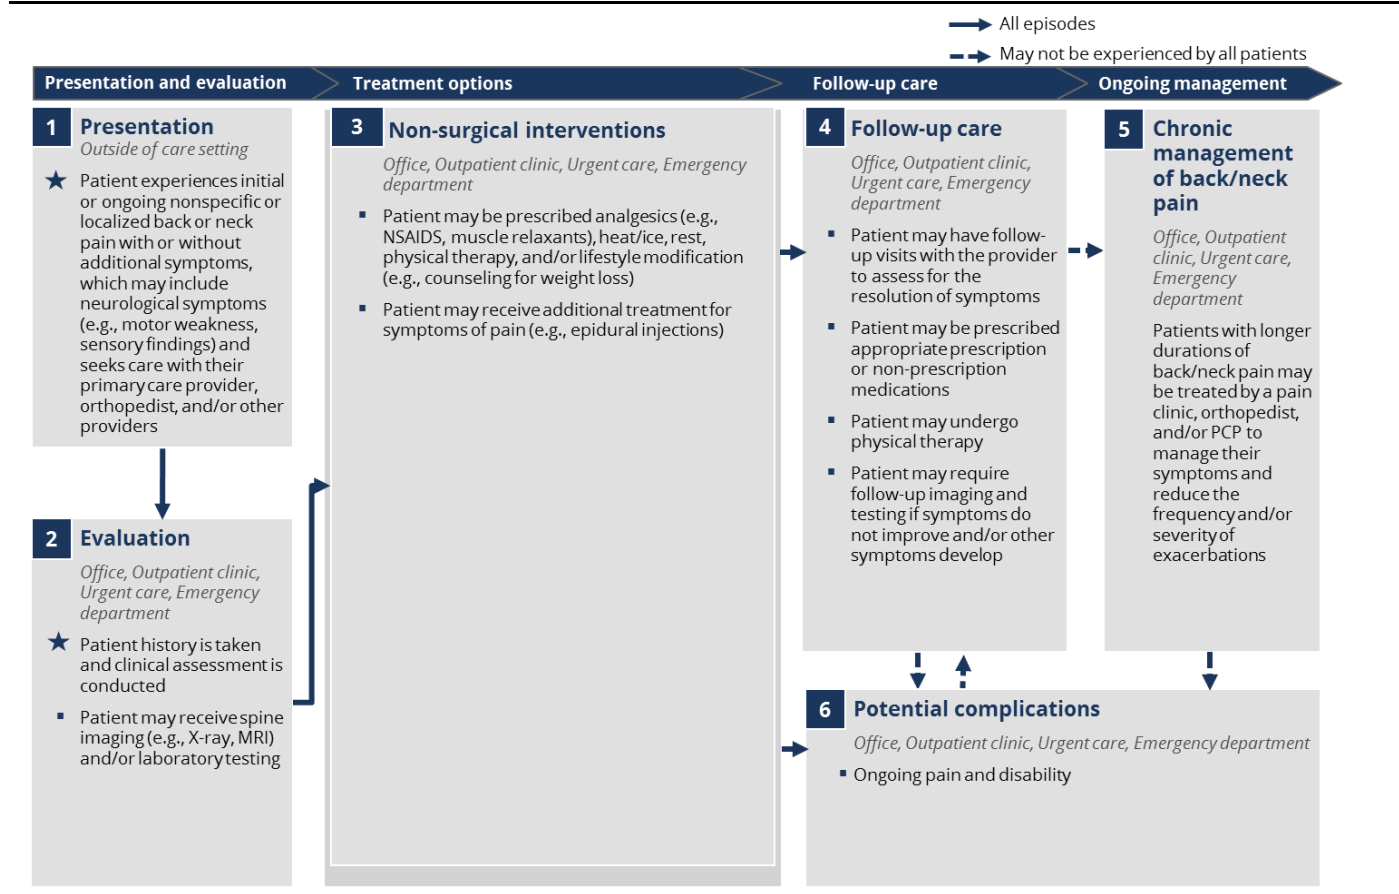 All episodes
May not be experienced by all patients
Presentation and evaluation
Treatment options
Follow-up care
Ongoing management
1
Presentation
Outside of care setting
Patient experiences initial
or ongoing nonspecific or
localized back or neck
pain with or without
additional symptoms,
which may include
neurological symptoms
(e.g., motor weakness,
sensory findings) and
seeks care with their
primary care provider,
orthopedist, and/or other
providers
2
Evaluation
Office, Outpatient clinic,
Urgent care, Emergency
department
Patient history is taken
and clinical assessment is
conducted
Patient may receive spine
imaging (e.g., X-ray, MRI)
and/or laboratory testing
3
Non-surgical interventions
Office, Outpatient clinic, Urgent care, Emergency
department
Patient may be prescribed analgesics (e.g.,
NSAIDS, muscle relaxants), heat/ice, rest,
physical therapy, and/or lifestyle modification
(e.g., counseling for weight loss)
Patient may receive additional treatment for
symptoms of pain (e.g., epidural injections)
4
Follow-up care
Office, Outpatient clinic,
Urgent care, Emergency
department
Patient may have follow-
up visits with the provider
to assess for the
resolution of symptoms
Patient may be prescribed
appropriate prescription
or non-prescription
medications
Patient may undergo
physical therapy
Patient may require
follow-up imaging and
testing if symptoms do
not improve and/or other
symptoms develop
5
Chronic
management
of back/neck
pain
Office, Outpatient
clinic, Urgent care,
Emergency
department
Patients with longer
durations of
back/neck pain may
be treated by a pain
clinic, orthopedist,
and/or PCP to
manage their
symptoms and
reduce the
frequency and/or
severity of
exacerbations
6
Potential complications
Office, Outpatient clinic, Urgent care, Emergency department
Ongoing pain and disability